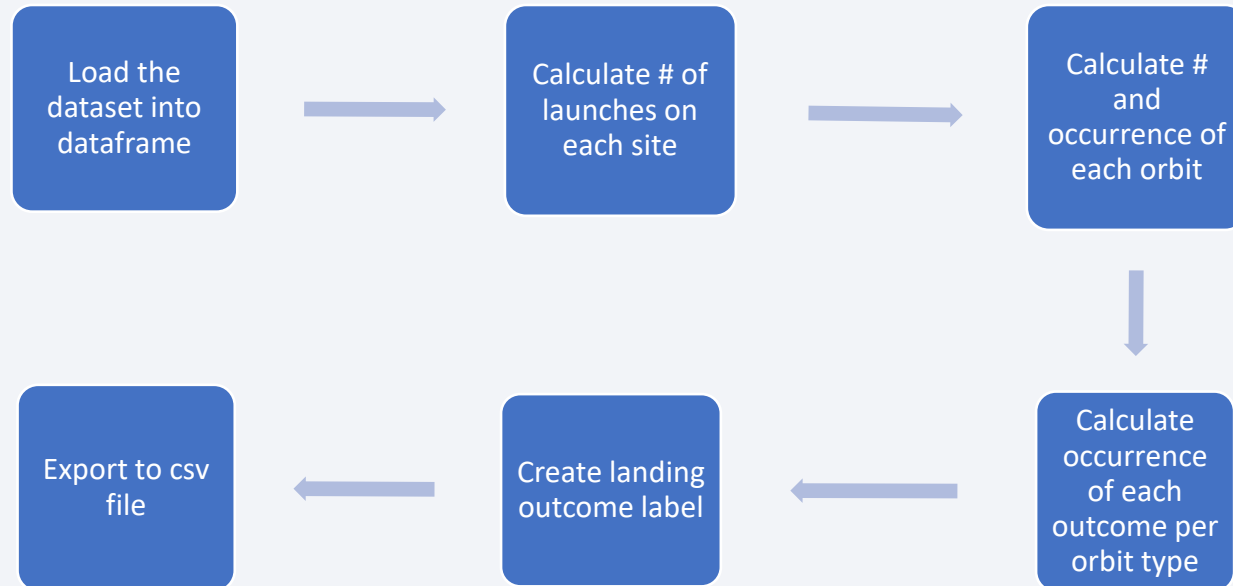 Load the
dataset into
dataframe
Calculate # of
launches on
each site
Calculate #
and
occurrence of
each orbit
Calculate
occurrence
of each
outcome per
orbit type
Create landing
outcome label
Export to csv
file